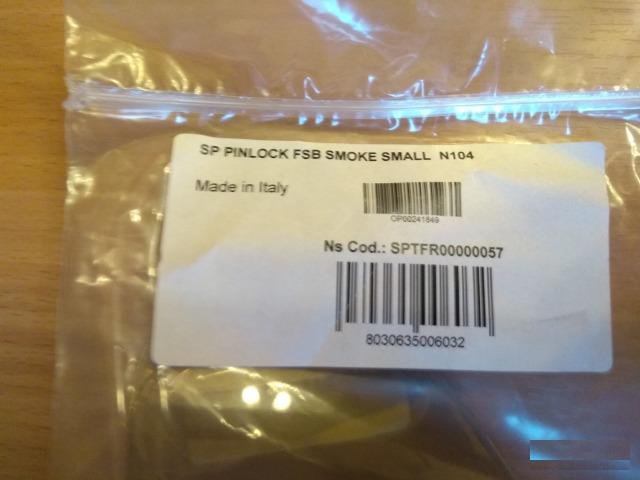 SP PINLOCK FSB SMOKE SMALL N104
Made in Italy
OP00241849
Ns Cod.: SPTFR00000057
8030635006032